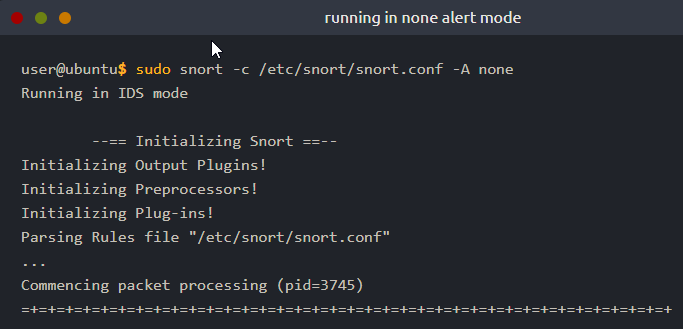 running in none alert mode
user@ubuntu$ sudo snort -c /etc/snort/snort.conf -A none
Running in IDS mode
--== Initializing Snort ==--
Initializing Output Plugins!
Initializing Preprocessors!
Initializing Plug-ins!
Parsing Rules file "/etc/snort/snort.conf"
...
Commencing packet processing (pid=3745)
=+=+=+=+=+=+=+=+=+=+=+=+=+=+=+=+=+=+=+=+=+=+=+=+=+=+=+=+=+=+=+=+=+=+=+=+